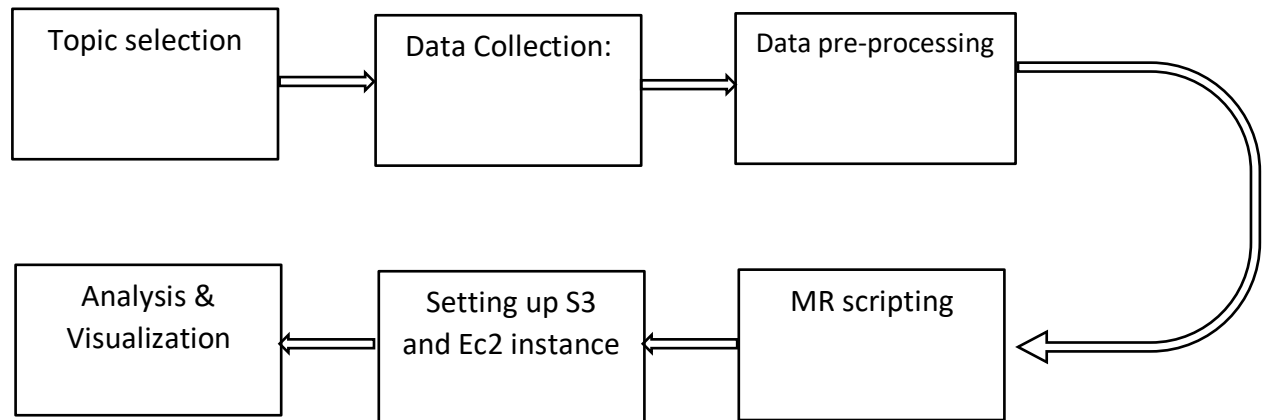 Topic selection
Data Collection:
Data pre-processing
MR scripting
Setting up S3
and Ec2 instance
Analysis &
Visualization